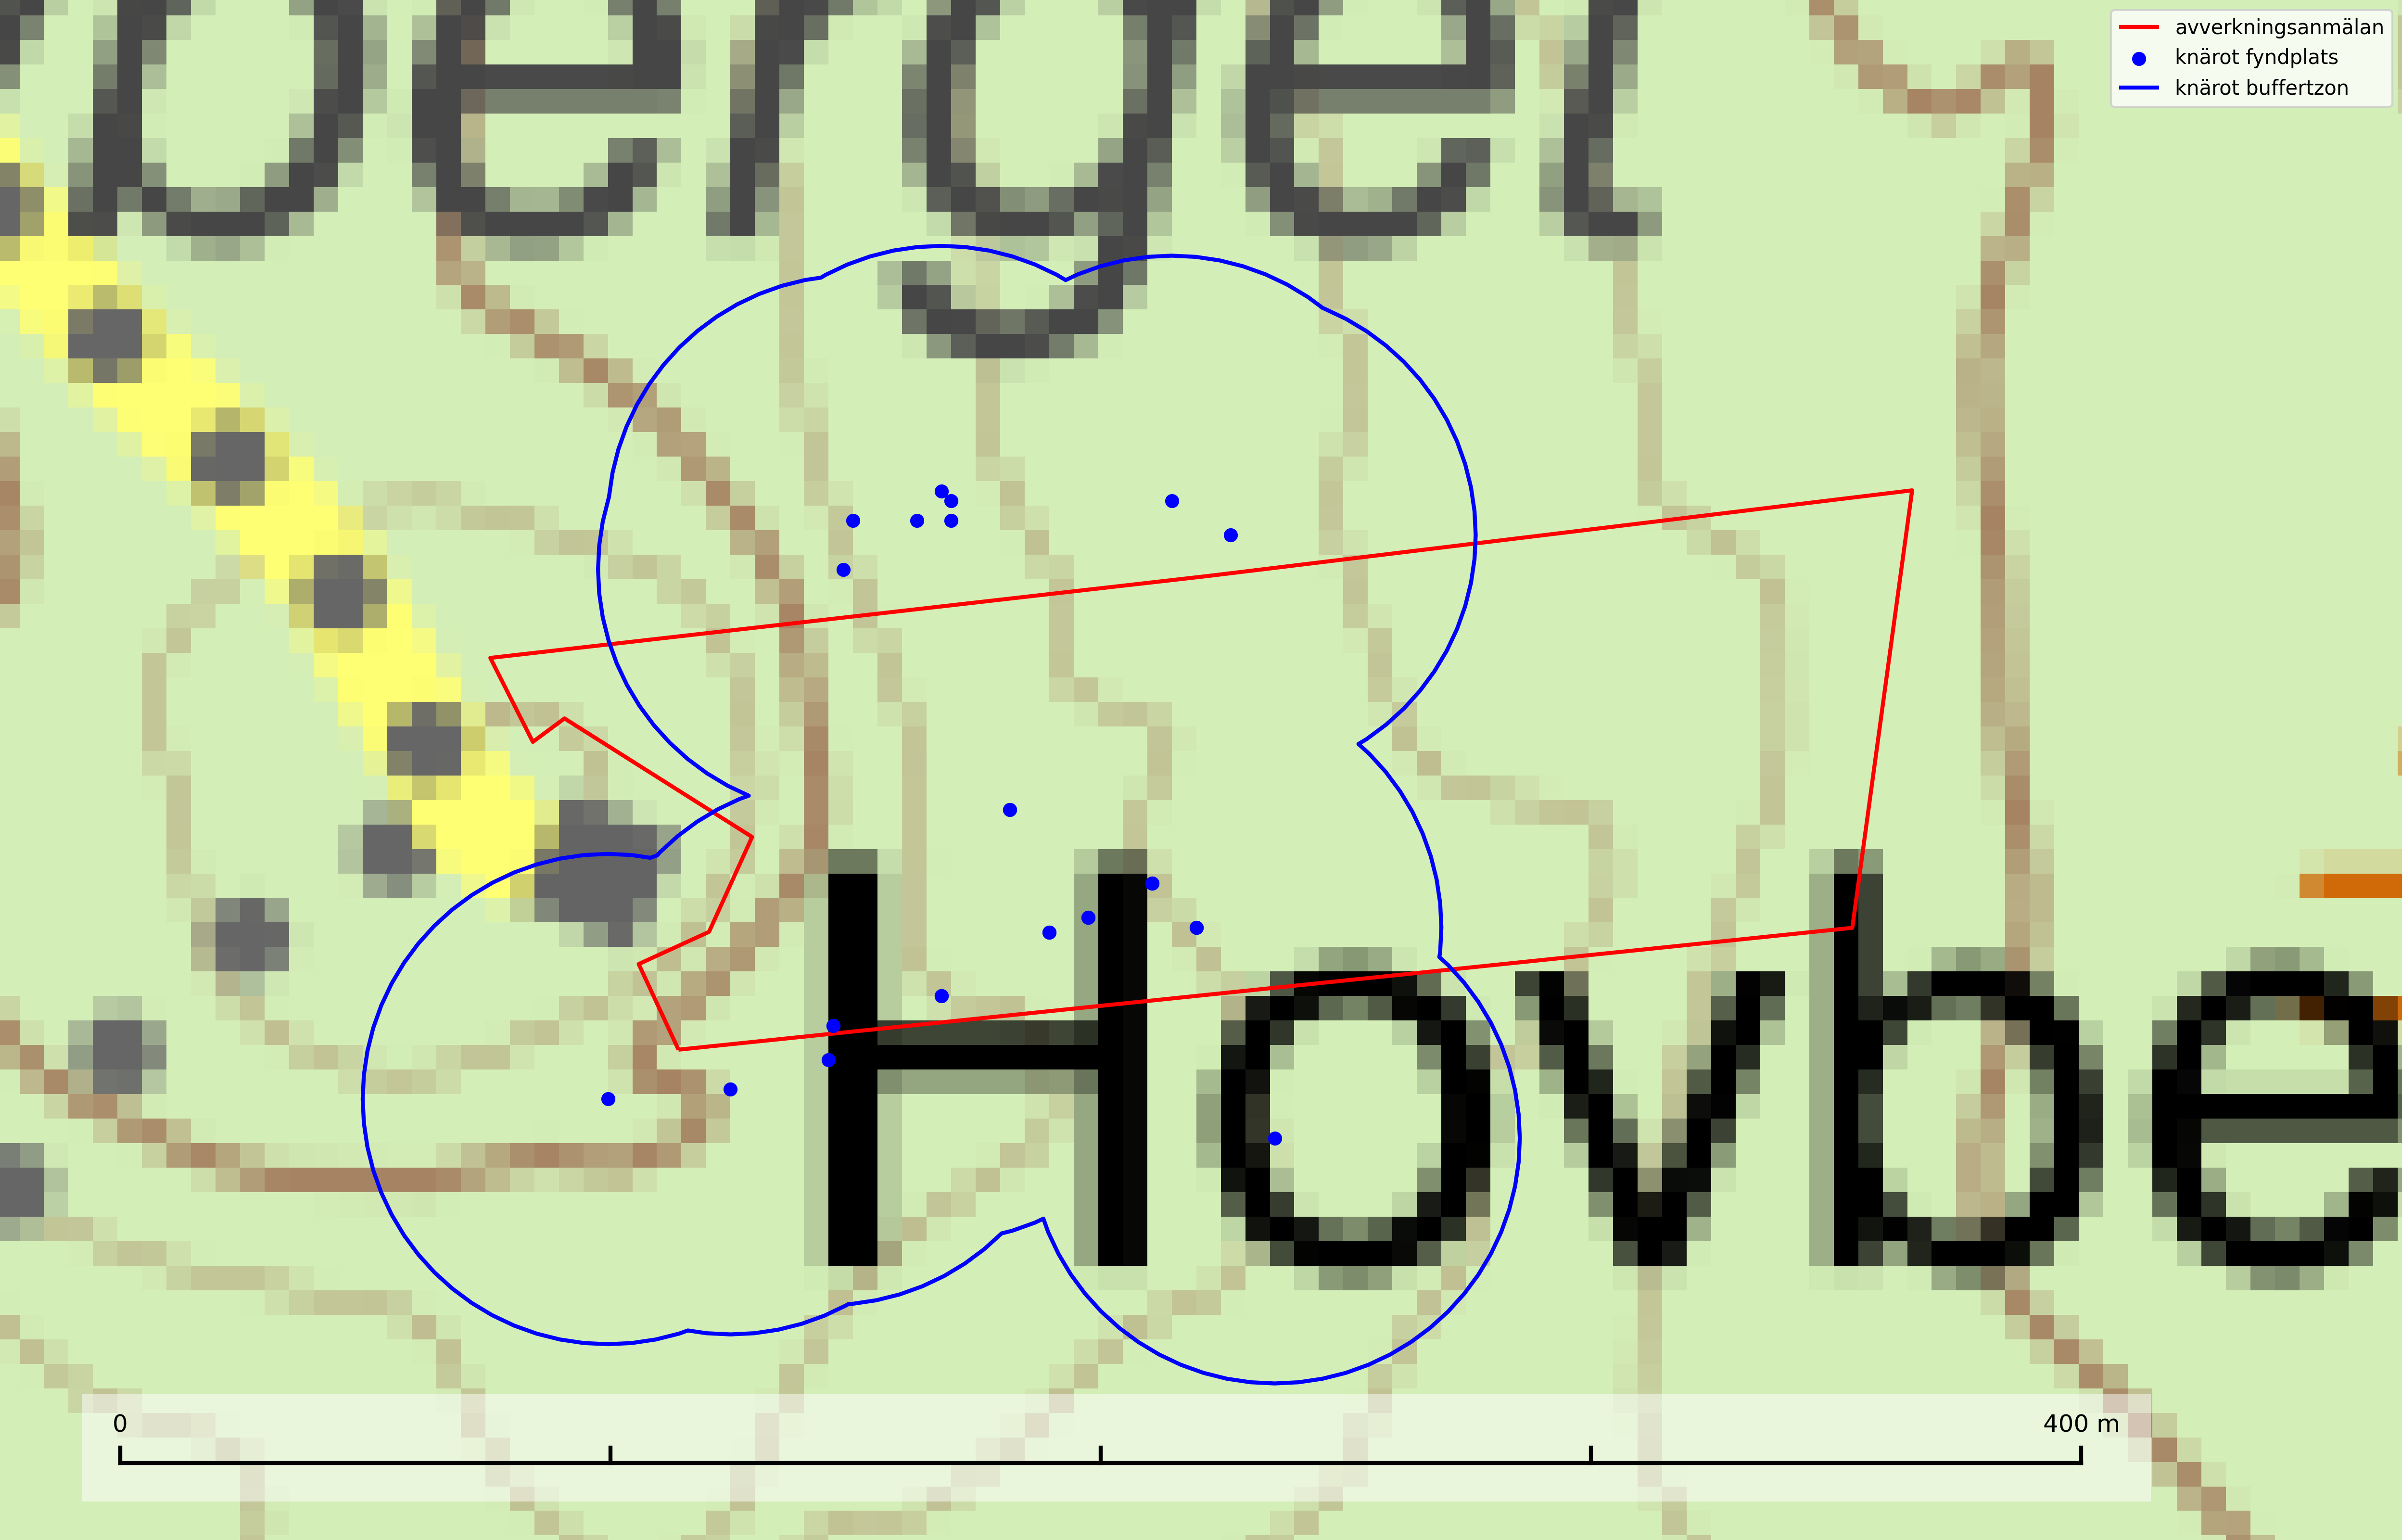 avverkningsanmälan
knärot fyndplats
knärot buffertzon
Hovbe
0 400 m